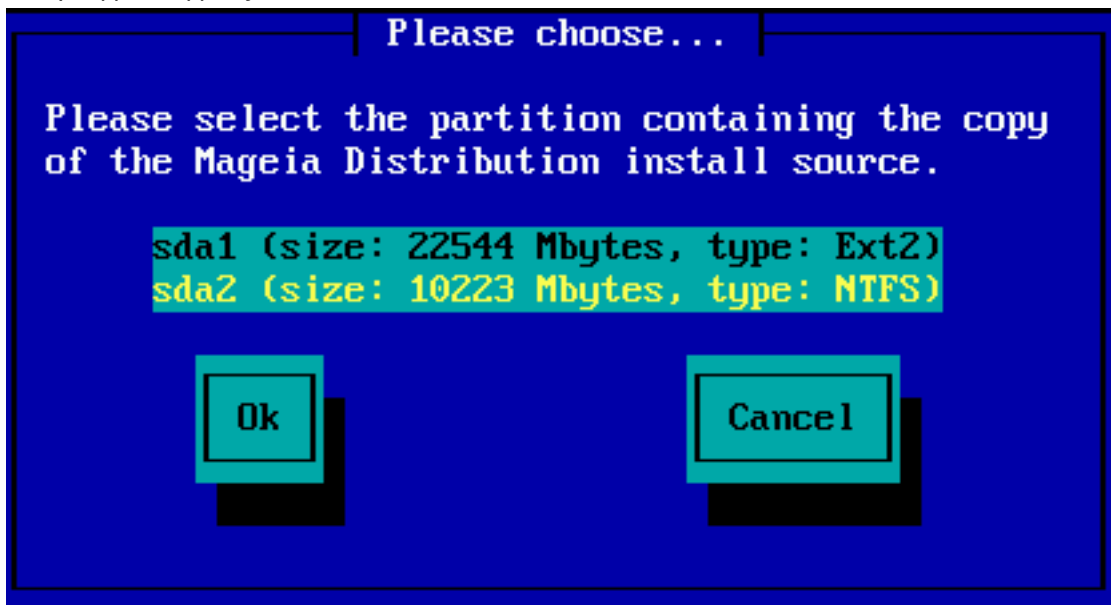 Please choose...
Please select the partition containing the copy
of the Mageia Distribution install source.
sda1 (size: 22544 Mbytes, type: Ext2)
sda2 (size: 10223 Mbytes, type: NTFS)
Ok
Cancel